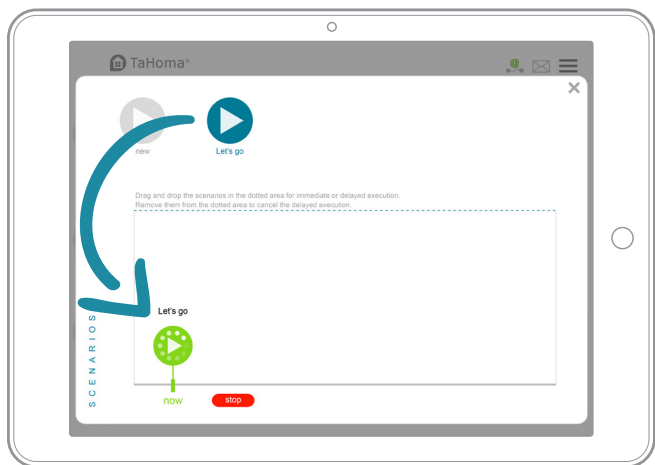 TaHoma®
@
new
Let's go
Drag and drop the scenarios in the dotted area for immediate or delayed execution.
Remove them from the dotted area to cancel the delayed execution.
Let's go
SCENARIOS
now
stop